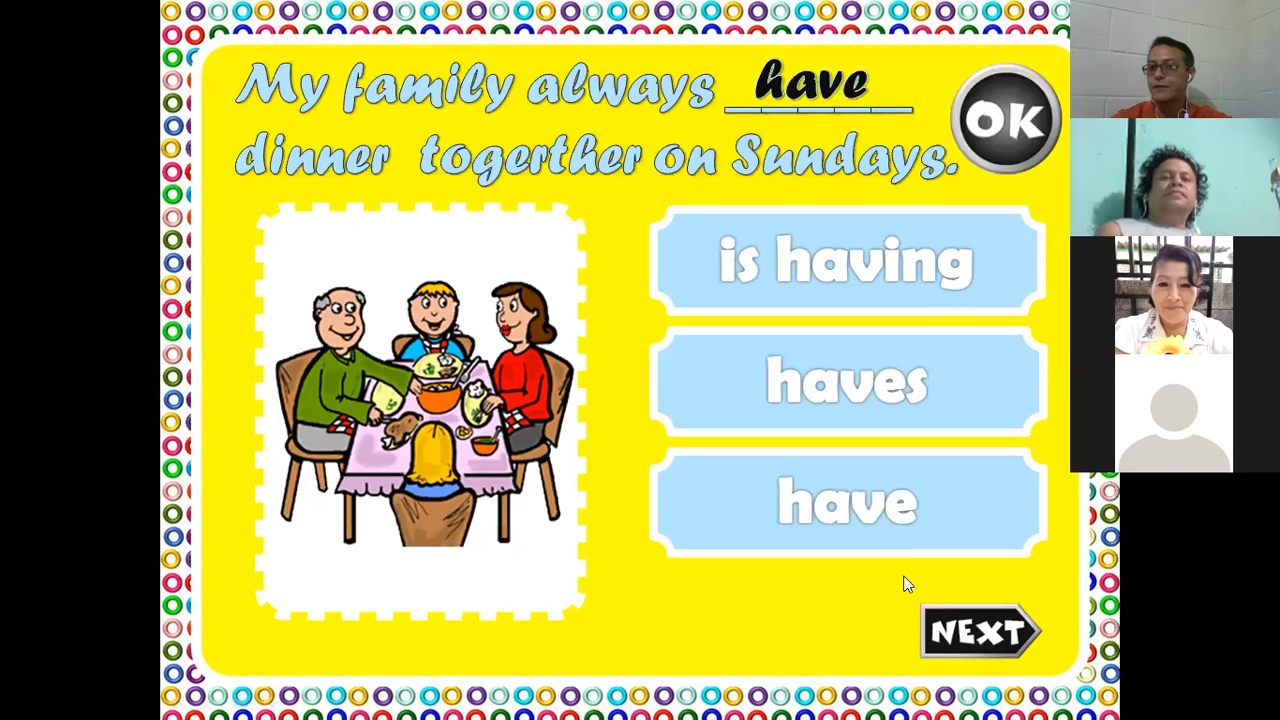 My family always have
dinner togerther on Sundays.
OK
is having
haves
have
NEXT